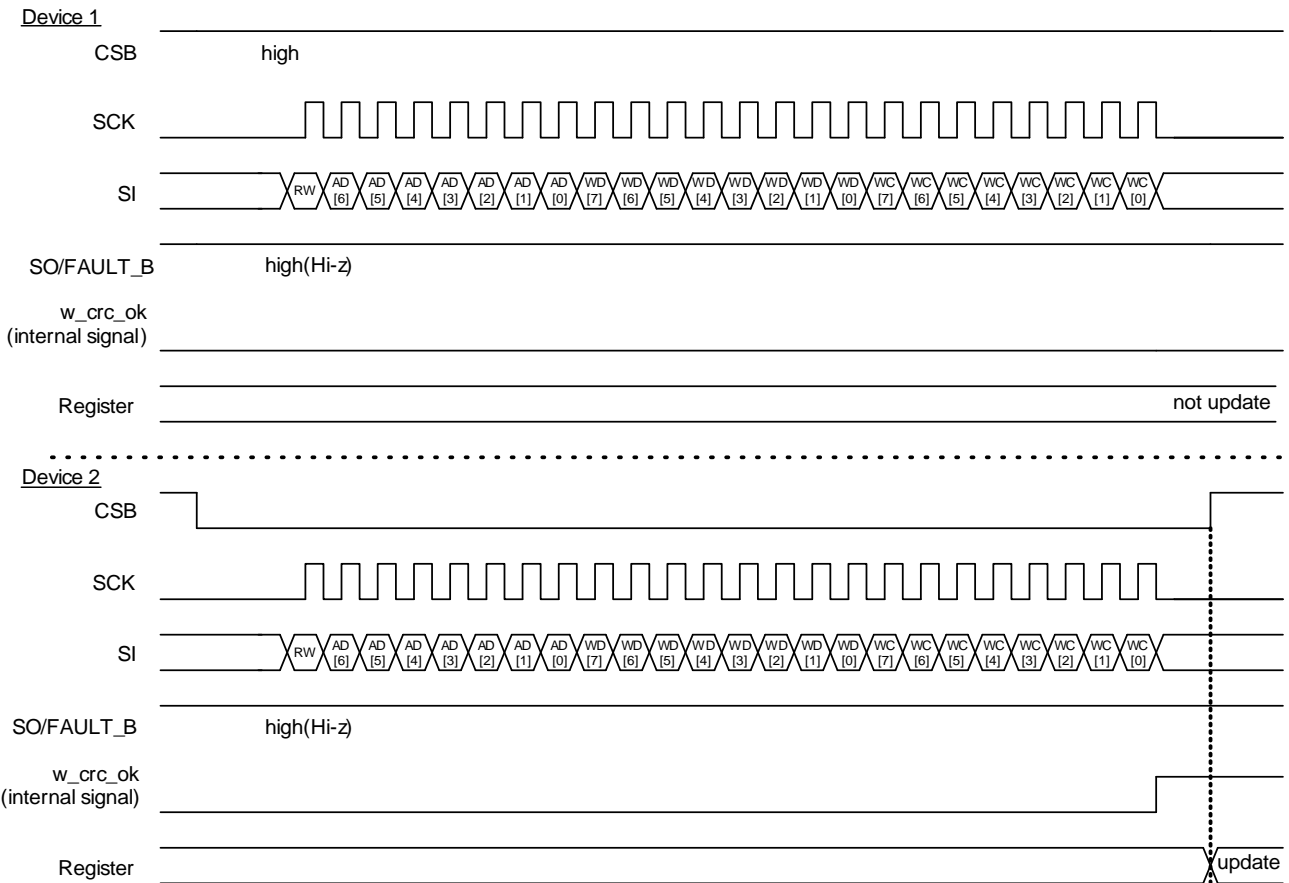 Device 1
CSB high
SCK
SI RW AD [6] AD [5] AD [4] AD [3] AD [2] AD [1] AD [0] WD [7] WD [6] WD [5] WD [4] WD [3] WD [2] WD [1] WD [0] WC [7] WC [6] WC [5] WC [4] WC [3] WC [2] WC [1] WC [0]
SO/FAULT_B high(Hi-z)
w_crc_ok
(internal signal)
Register not update
Device 2
CSB
SCK
SI RW AD [6] AD [5] AD [4] AD [3] AD [2] AD [1] AD [0] WD [7] WD [6] WD [5] WD [4] WD [3] WD [2] WD [1] WD [0] WC [7] WC [6] WC [5] WC [4] WC [3] WC [2] WC [1] WC [0]
SO/FAULT_B high(Hi-z)
w_crc_ok
(internal signal)
Register update